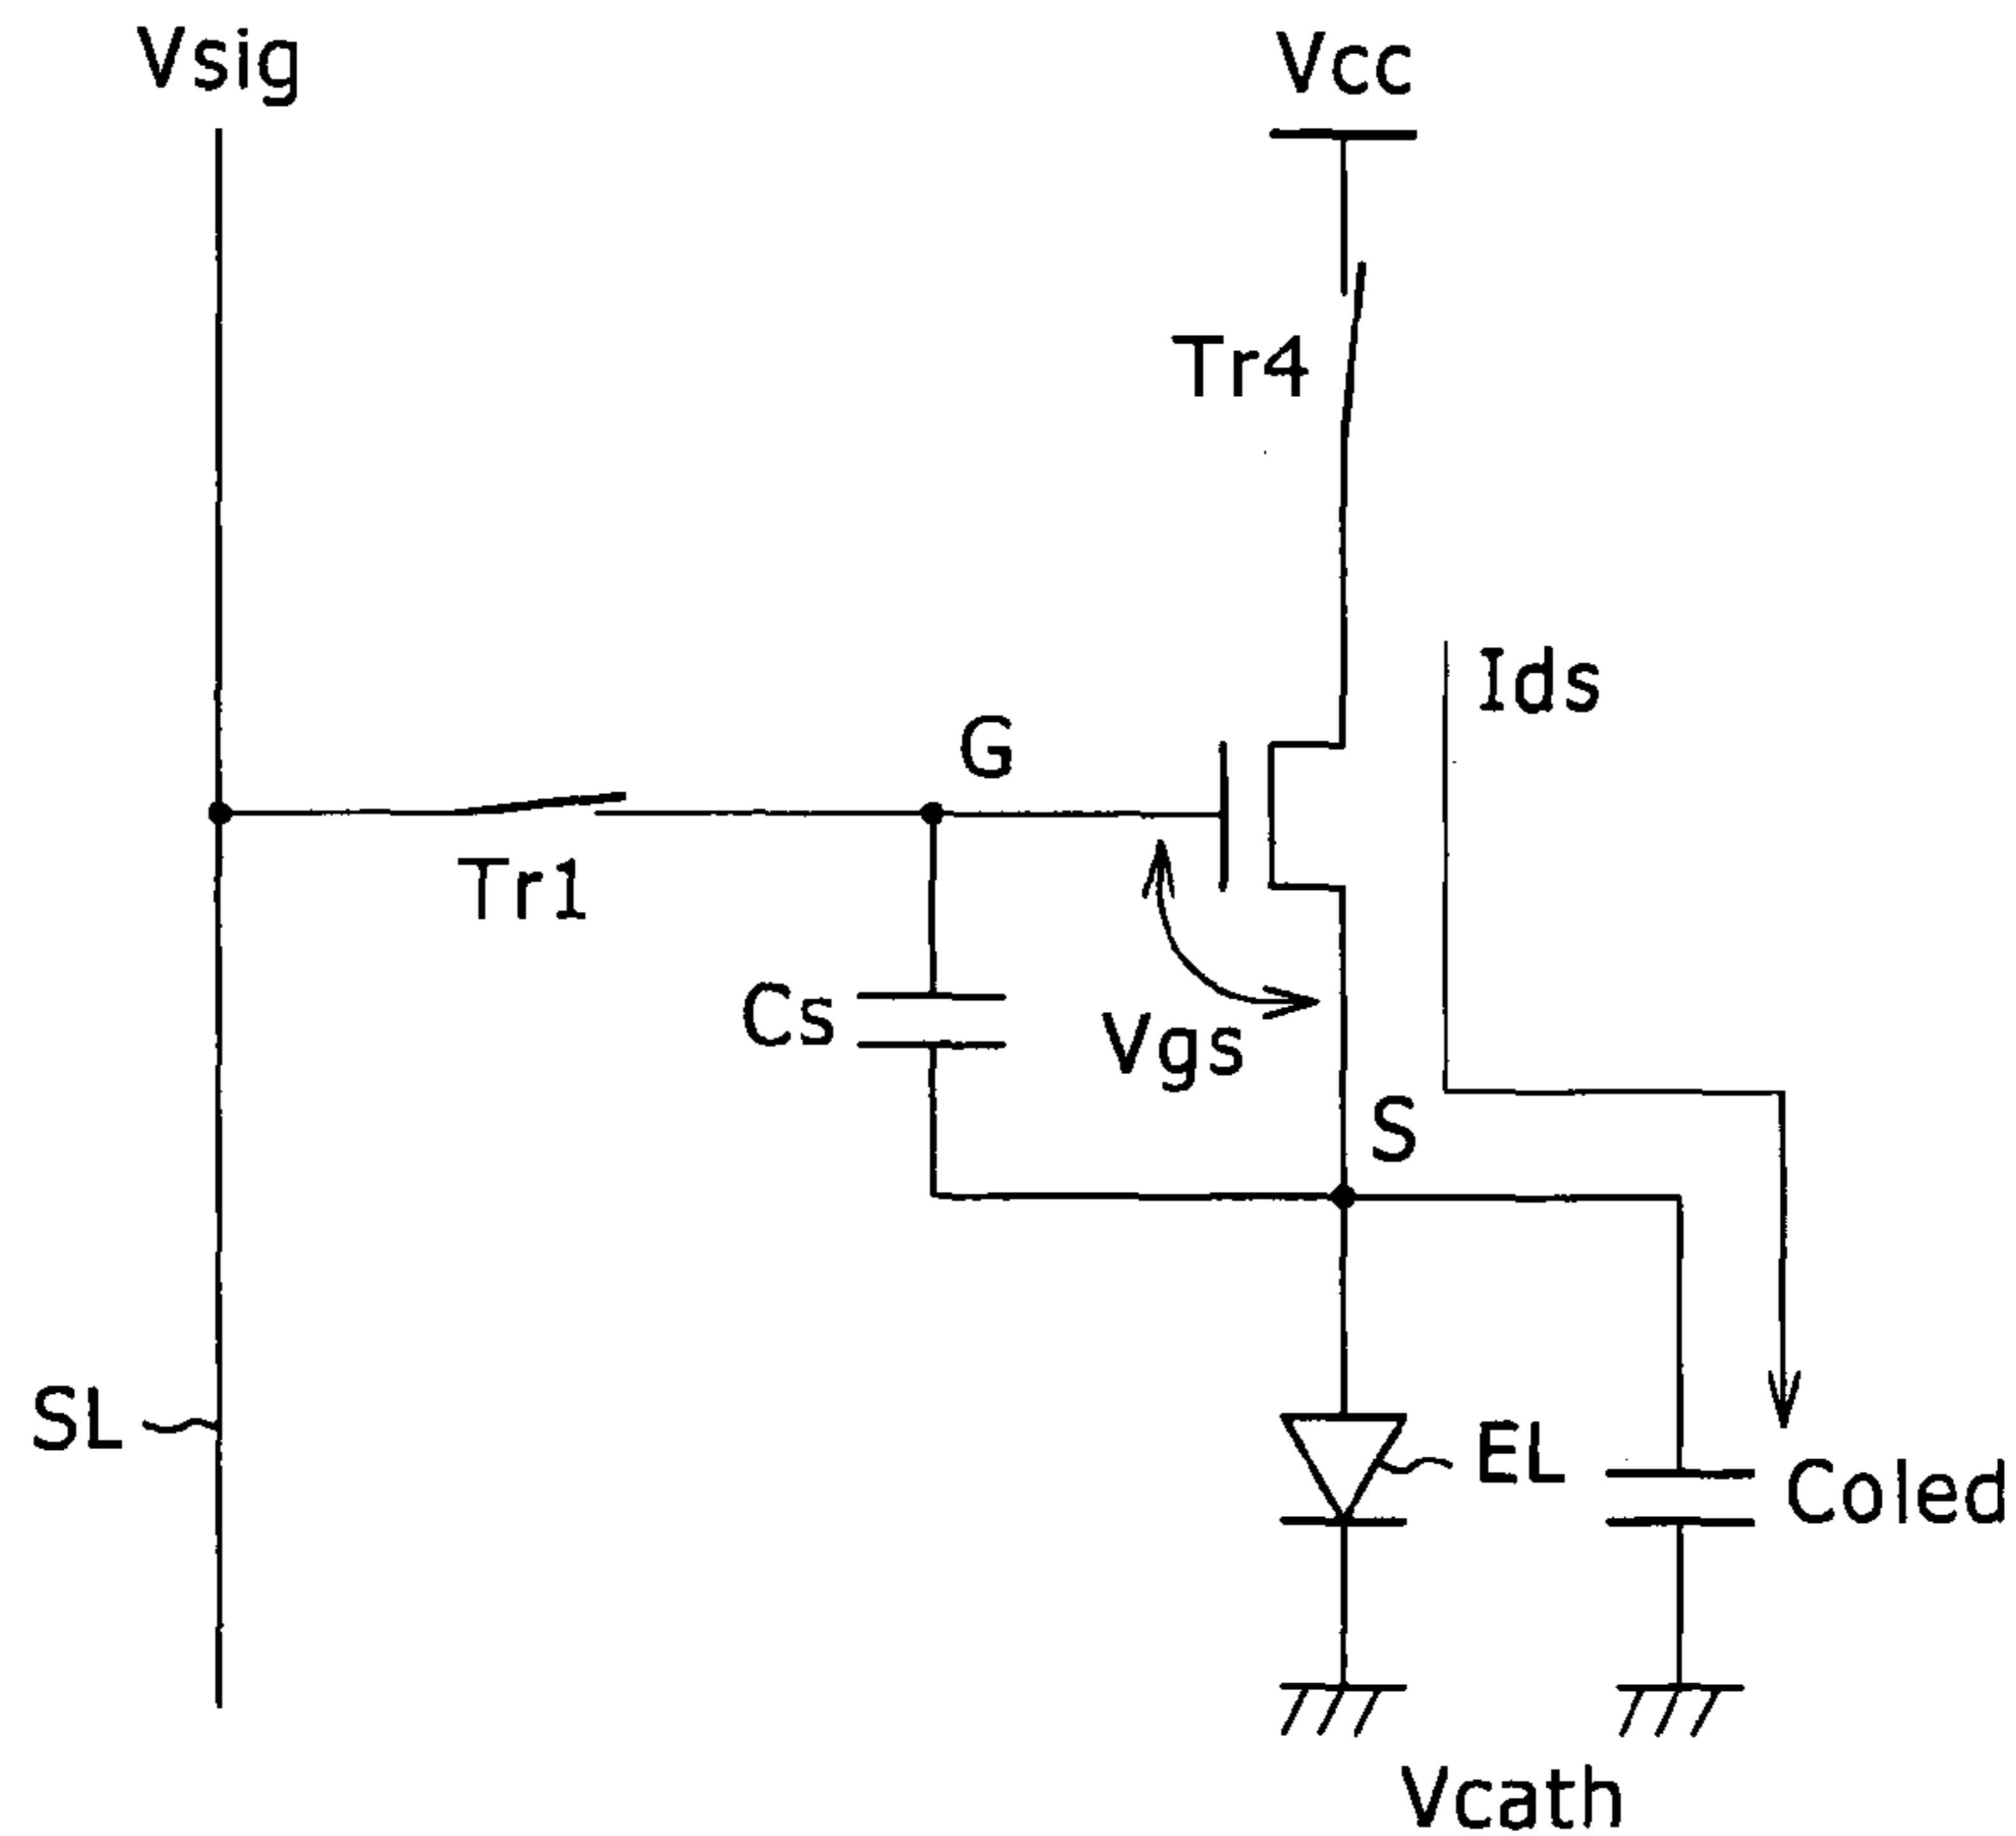 Vsig
Vcc
Tr4
Ids
G
Tr1
Cs
Vgs
S
SL
EL
Coled
Vcath